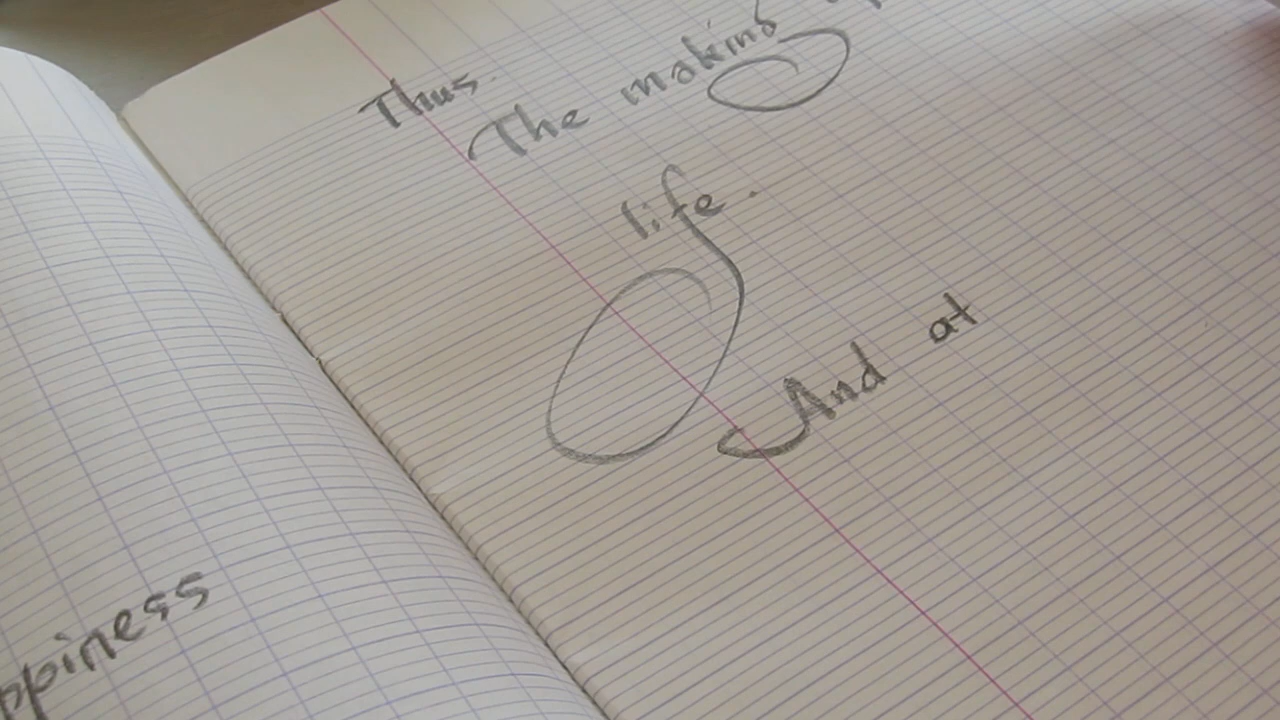 ppiness
Thus.
The making
life.
And at